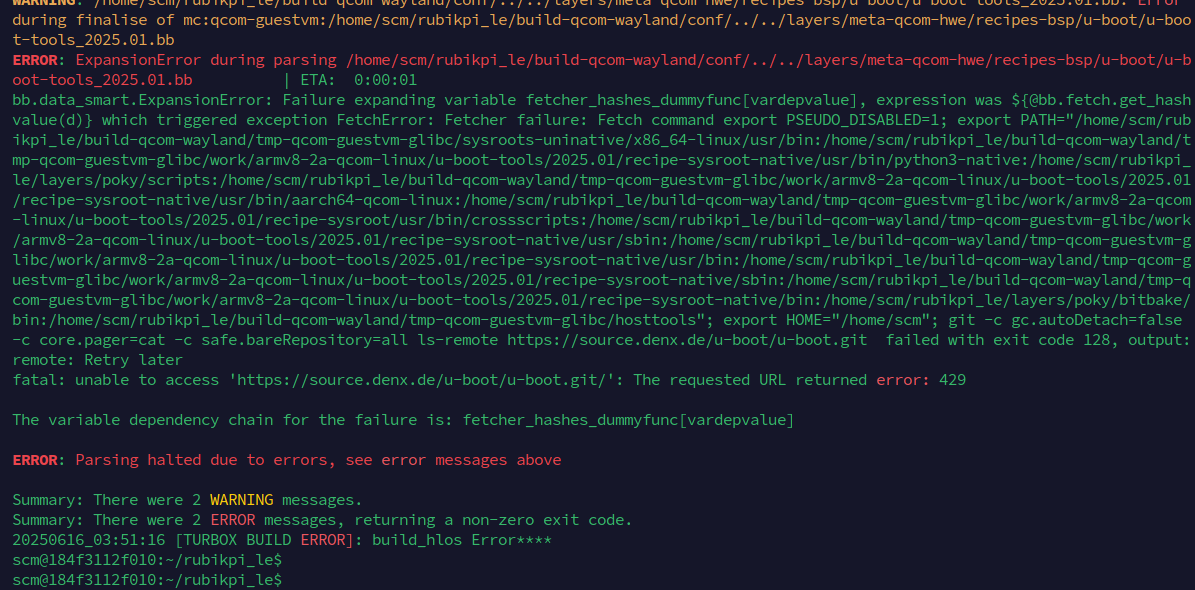 WARNING: /home/scm/rubikpi_le/build-qcom-wayland/conf/../../layers/meta-qcom-hwe/recipes-bsp/u-boot/u-boot-tools_2025.01.bb: Error
during finalise of mc:qcom-guestvm:/home/scm/rubikpi_le/build-qcom-wayland/conf/../../layers/meta-qcom-hwe/recipes-bsp/u-boot/u-boo
t-tools_2025.01.bb
ERROR: ExpansionError during parsing /home/scm/rubikpi_le/build-qcom-wayland/conf/../../layers/meta-qcom-hwe/recipes-bsp/u-boot/u-b
oot-tools_2025.01.bb | ETA: 0:00:01
bb.data_smart.ExpansionError: Failure expanding variable fetcher_hashes_dummyfunc[vardepvalue], expression was ${@bb.fetch.get_hash
value(d)} which triggered exception FetchError: Fetcher failure: Fetch command export PSEUDO_DISABLED=1; export PATH="/home/scm/rub
ikpi_le/build-qcom-wayland/tmp-qcom-guestvm-glibc/sysroots-uninative/x86_64-linux/usr/bin:/home/scm/rubikpi_le/build-qcom-wayland/t
mp-qcom-guestvm-glibc/work/armv8-2a-qcom-linux/u-boot-tools/2025.01/recipe-sysroot-native/usr/bin/python3-native:/home/scm/rubikpi_
le/layers/poky/scripts:/home/scm/rubikpi_le/build-qcom-wayland/tmp-qcom-guestvm-glibc/work/armv8-2a-qcom-linux/u-boot-tools/2025.01
/recipe-sysroot-native/usr/bin/aarch64-qcom-linux:/home/scm/rubikpi_le/build-qcom-wayland/tmp-qcom-guestvm-glibc/work/armv8-2a-qcom
-linux/u-boot-tools/2025.01/recipe-sysroot/usr/bin/crossscripts:/home/scm/rubikpi_le/build-qcom-wayland/tmp-qcom-guestvm-glibc/work
/armv8-2a-qcom-linux/u-boot-tools/2025.01/recipe-sysroot-native/usr/sbin:/home/scm/rubikpi_le/build-qcom-wayland/tmp-qcom-guestvm-g
libc/work/armv8-2a-qcom-linux/u-boot-tools/2025.01/recipe-sysroot-native/usr/bin:/home/scm/rubikpi_le/build-qcom-wayland/tmp-qcom-g
uestvm-glibc/work/armv8-2a-qcom-linux/u-boot-tools/2025.01/recipe-sysroot-native/sbin:/home/scm/rubikpi_le/build-qcom-wayland/tmp-q
com-guestvm-glibc/work/armv8-2a-qcom-linux/u-boot-tools/2025.01/recipe-sysroot-native/bin:/home/scm/rubikpi_le/layers/poky/bitbake/
bin:/home/scm/rubikpi_le/build-qcom-wayland/tmp-qcom-guestvm-glibc/hosttools"; export HOME="/home/scm"; git -c gc.autoDetach=false
-c core.pager=cat -c safe.bareRepository=all ls-remote https://source.denx.de/u-boot/u-boot.git  failed with exit code 128, output:
remote: Retry later
fatal: unable to access 'https://source.denx.de/u-boot/u-boot.git/': The requested URL returned error: 429
The variable dependency chain for the failure is: fetcher_hashes_dummyfunc[vardepvalue]
ERROR: Parsing halted due to errors, see error messages above
Summary: There were 2 WARNING messages.
Summary: There were 2 ERROR messages, returning a non-zero exit code.
20250616_03:51:16 [TURBOX BUILD ERROR]: build_hlos Error****
scm@184f3112f010:~/rubikpi_le$
scm@184f3112f010:~/rubikpi_le$